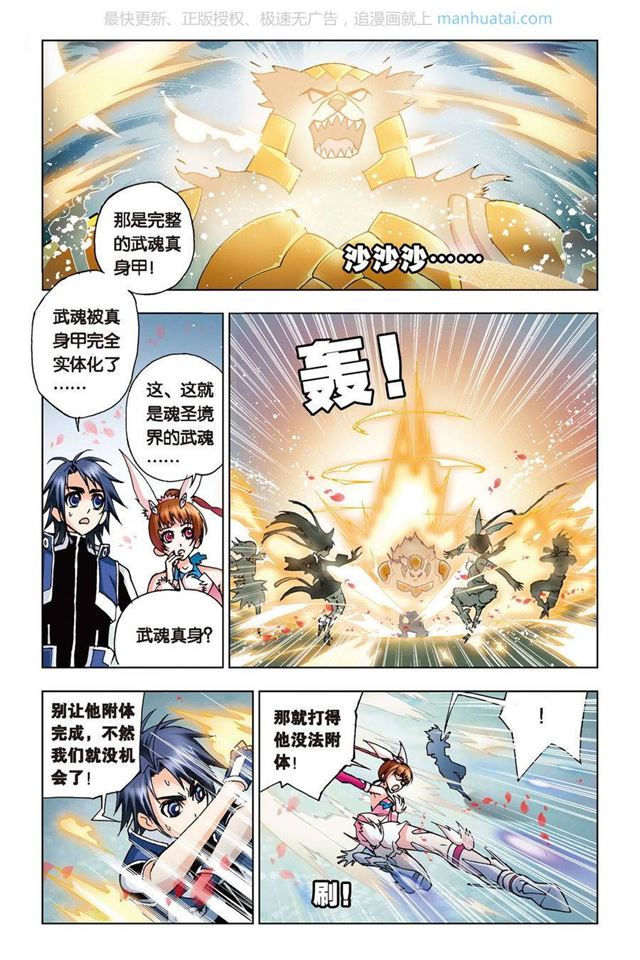 最快更新、正版授权、极速无广告，追漫画就上 manhuatai.com
那是完整
的武魂真
身甲！
沙沙沙……
武魂被真
身甲完全
实体化了
……
这、这就
是魂圣境
界的武魂
……
武魂真身？
轰！
别让他附体
完成，不然
我们就没机
会了！
那就打得
他没法附
体！
！
刷！